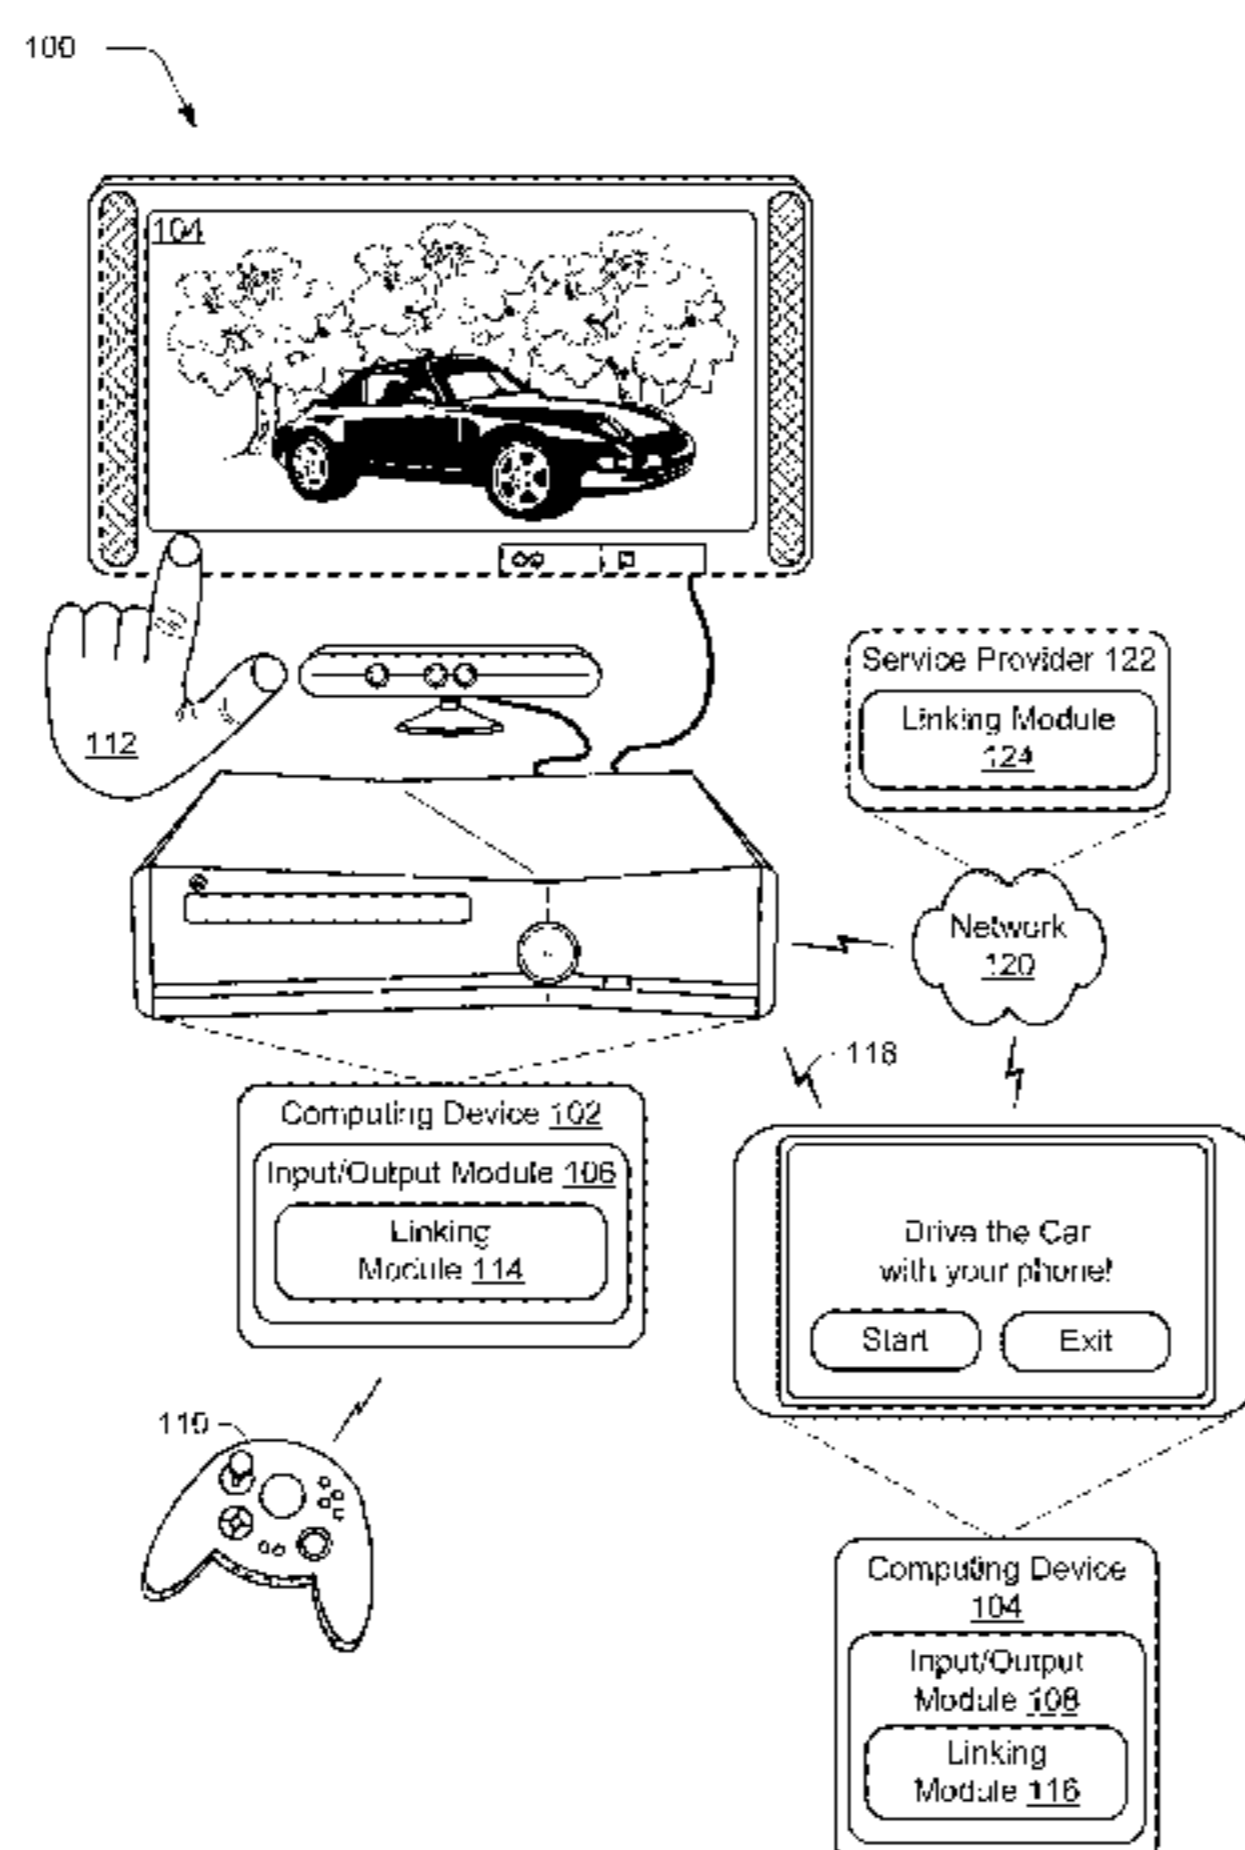 100
104
112
Service Provider 122
Linking Module
124
Network
120
118
Computing Device 102
Input/Output Module 106
Linking
Module 114
Drive the Car
with your phone!
Start
Exit
110
Computing Device
104
Input/Output
Module 108
Linking
Module 116